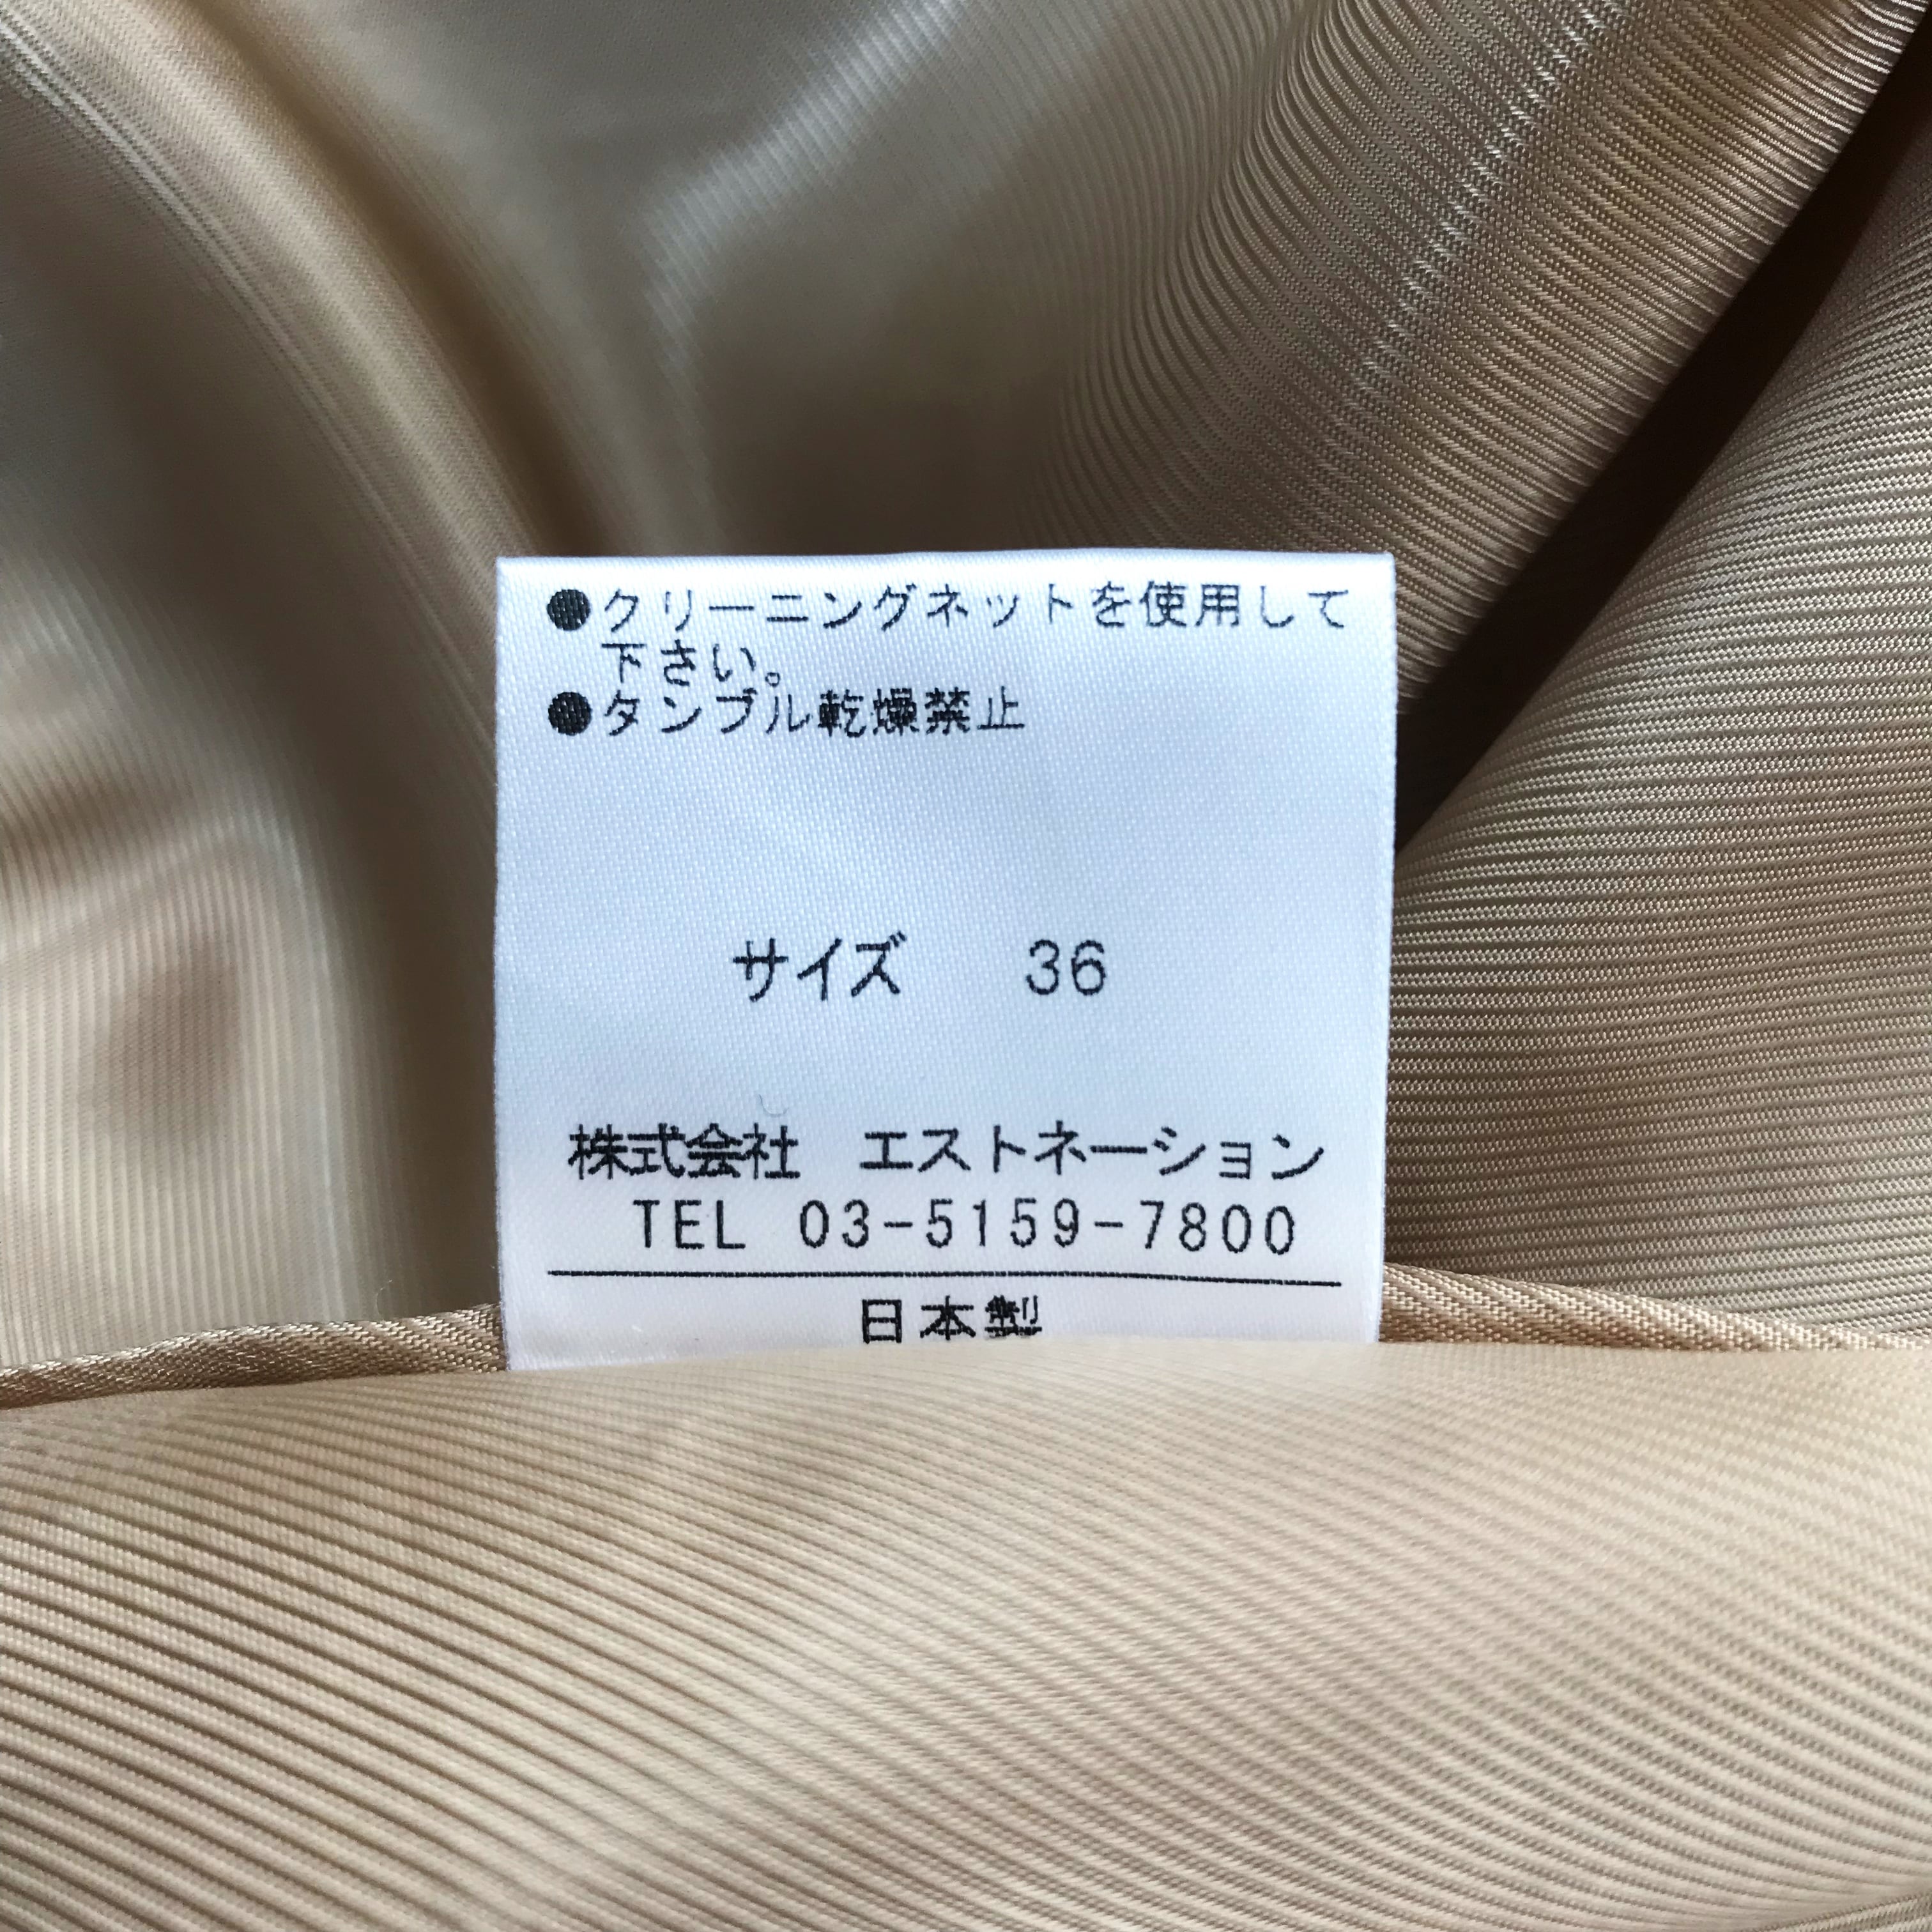 ●クリーニングネットを使用して
下さい。
●タンブル乾燥禁止
サイズ 36
株式会社 エストネーション
TEL 03-5159-7800
日本製